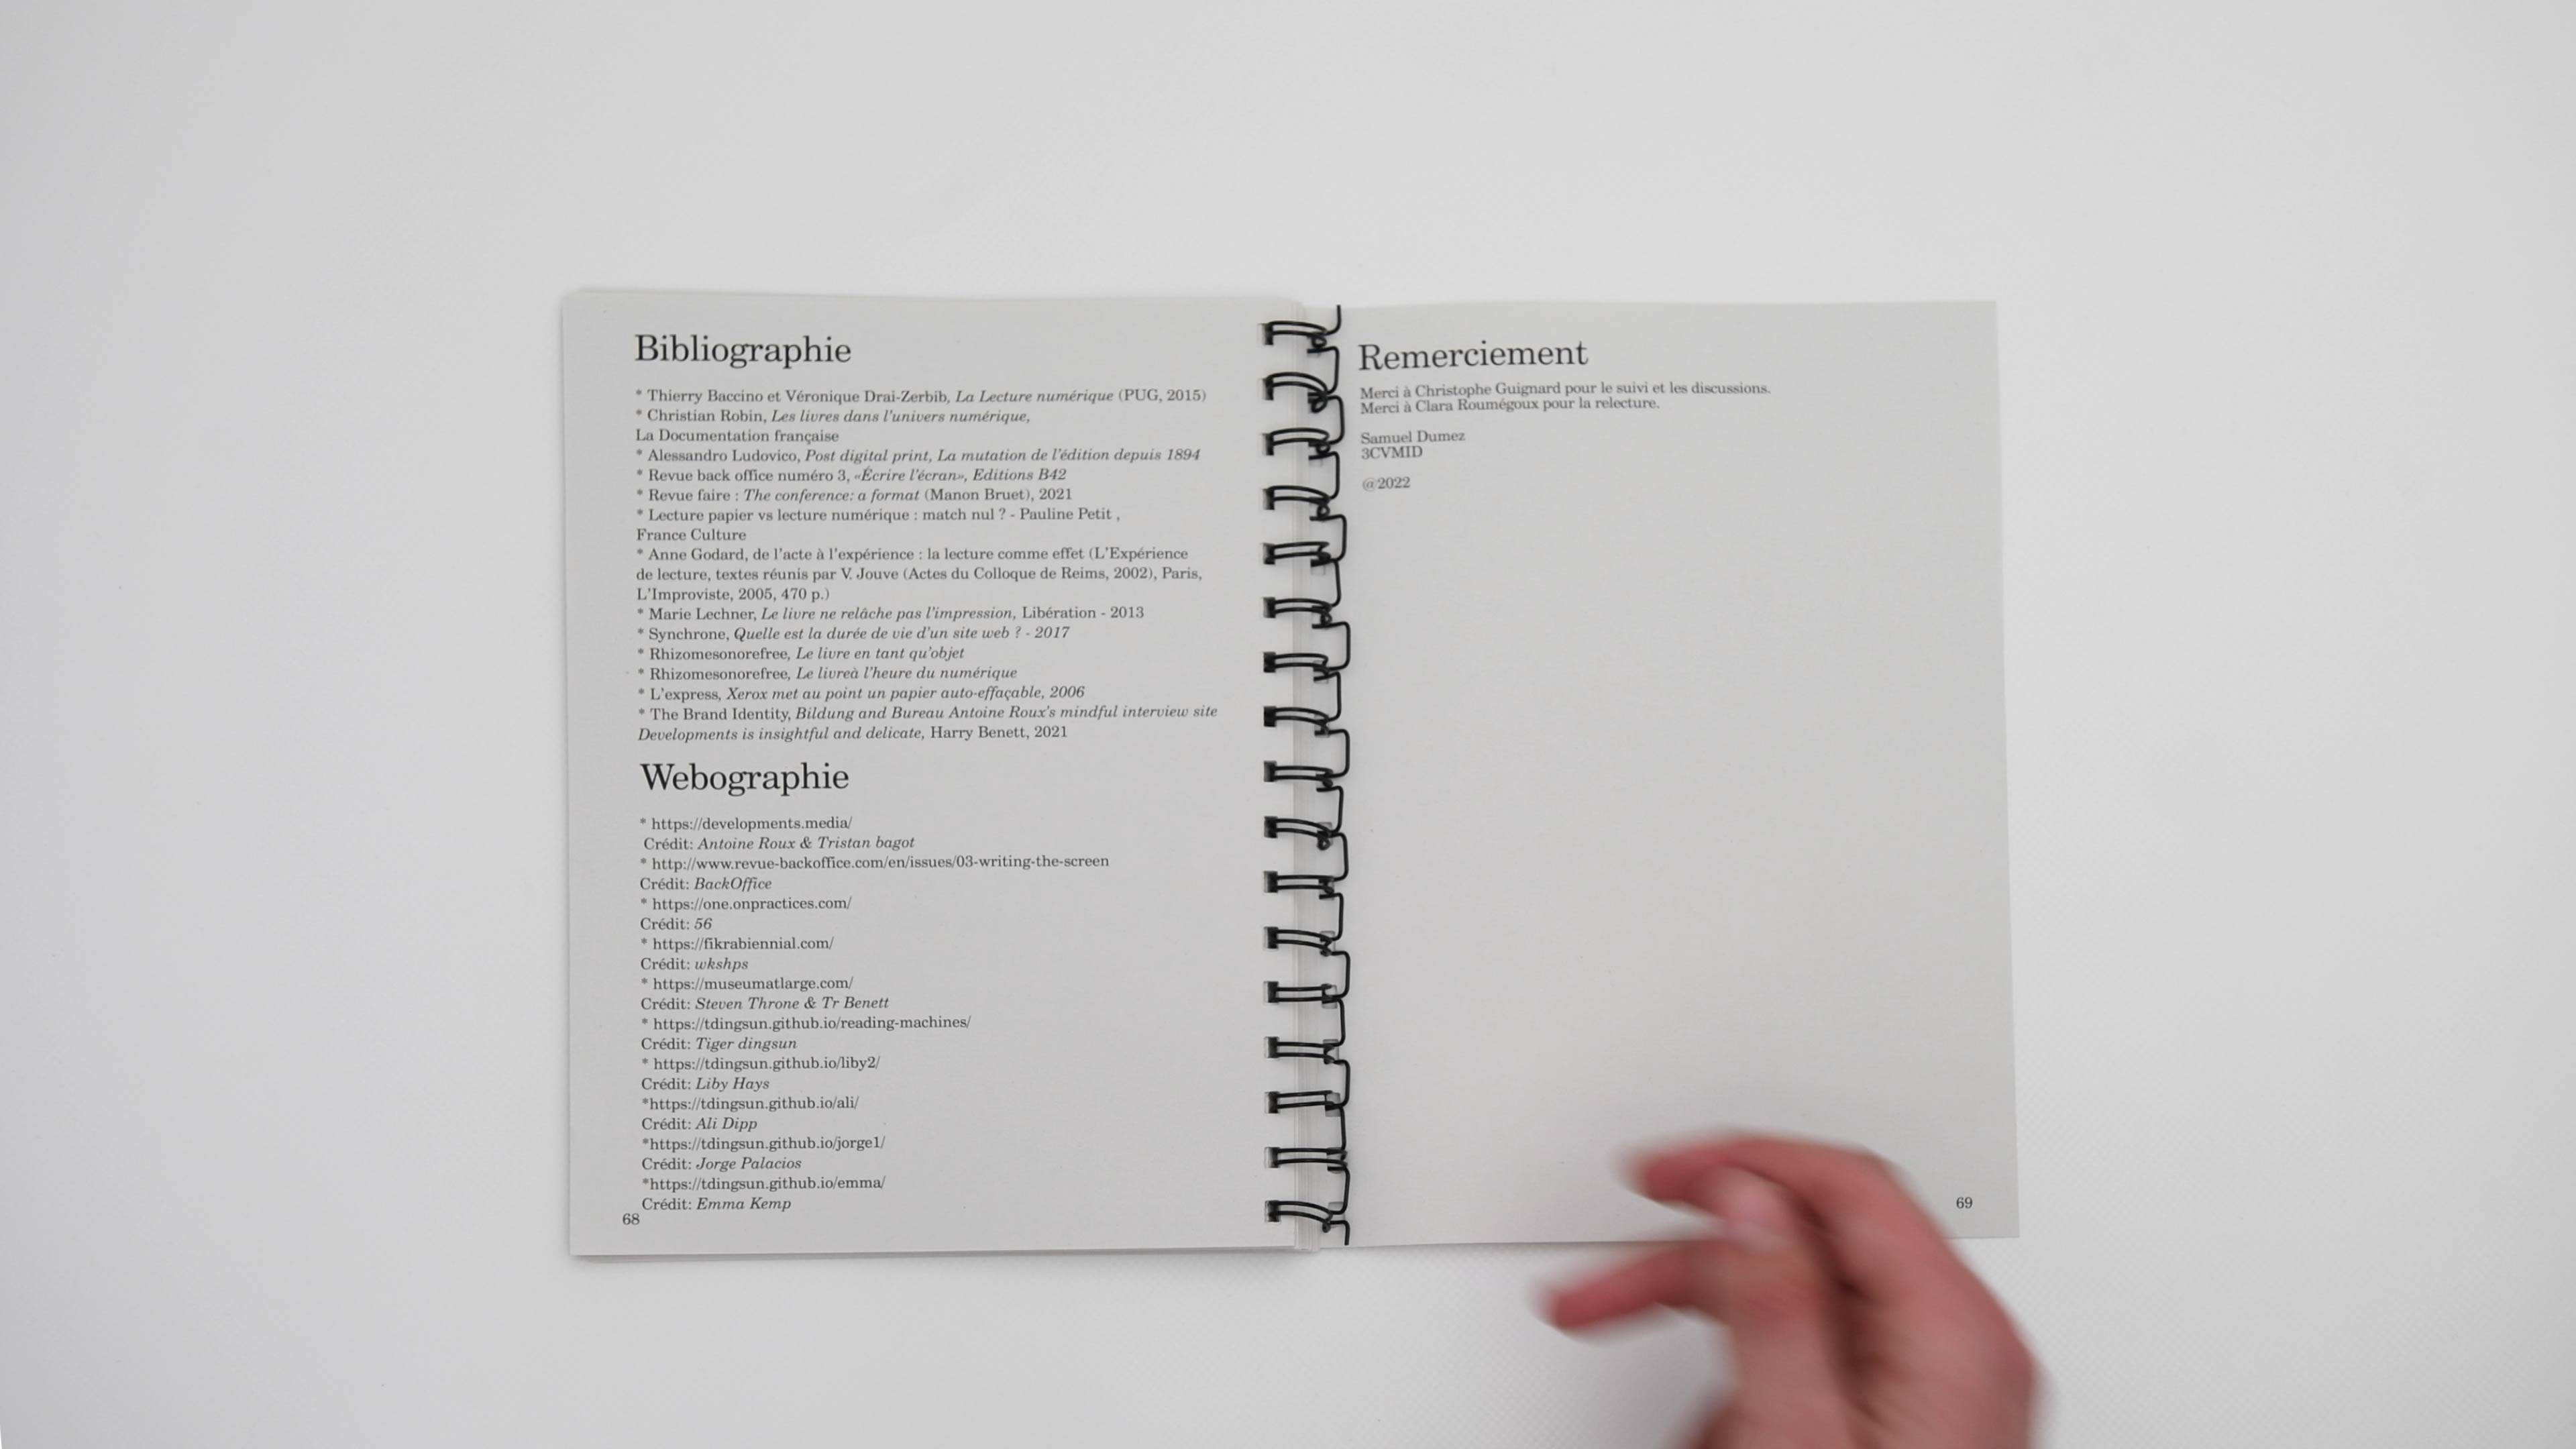 Bibliographie
* Thierry Baccino et Véronique Drai-Zerbib, La Lecture numérique (PUG, 2015)
* Christian Robin, Les livres dans l'univers numérique,
La Documentation française
* Alessandro Ludovico, Post digital print, La mutation de l'édition depuis 1894
* Revue back office numéro 3, «Écrire l'écran», Editions B42
* Revue faire : The conference: a format (Manon Bruet), 2021
* Lecture papier vs lecture numérique : match nul ? - Pauline Petit ,
France Culture
* Anne Godard, de l'acte à l'expérience : la lecture comme effet (L'Expérience
de lecture, textes réunis par V. Jouve (Actes du Colloque de Reims, 2002), Paris,
L'Improviste, 2005, 470 p.)
* Marie Lechner, Le livre ne relâche pas l'impression, Libération - 2013
* Synchrone, Quelle est la durée de vie d'un site web ? - 2017
* Rhizomesonorefree, Le livre en tant qu'objet
* Rhizomesonorefree, Le livreà l'heure du numérique
* L'express, Xerox met au point un papier auto-effaçable, 2006
* The Brand Identity, Bildung and Bureau Antoine Roux's mindful interview site
Developments is insightful and delicate, Harry Benett, 2021
Webographie
* https://developments.media/
Crédit: Antoine Roux & Tristan bagot
* http://www.revue-backoffice.com/en/issues/03-writing-the-screen
Crédit: BackOffice
* https://one.onpractices.com/
Crédit: 56
* https://fikrabiennial.com/
Crédit: wkshps
* https://museumatlarge.com/
Crédit: Steven Throne & Tr Benett
* https://tdingsun.github.io/reading-machines/
Crédit: Tiger dingsun
* https://tdingsun.github.io/liby2/
Crédit: Liby Hays
*https://tdingsun.github.io/ali/
Crédit: Ali Dipp
*https://tdingsun.github.io/jorge1/
Crédit: Jorge Palacios
*https://tdingsun.github.io/emma/
Crédit: Emma Kemp
68
Remerciement
Merci à Christophe Guignard pour le suivi et les discussions.
Merci à Clara Roumégoux pour la relecture.
Samuel Dumez
3CVMID
@2022
69